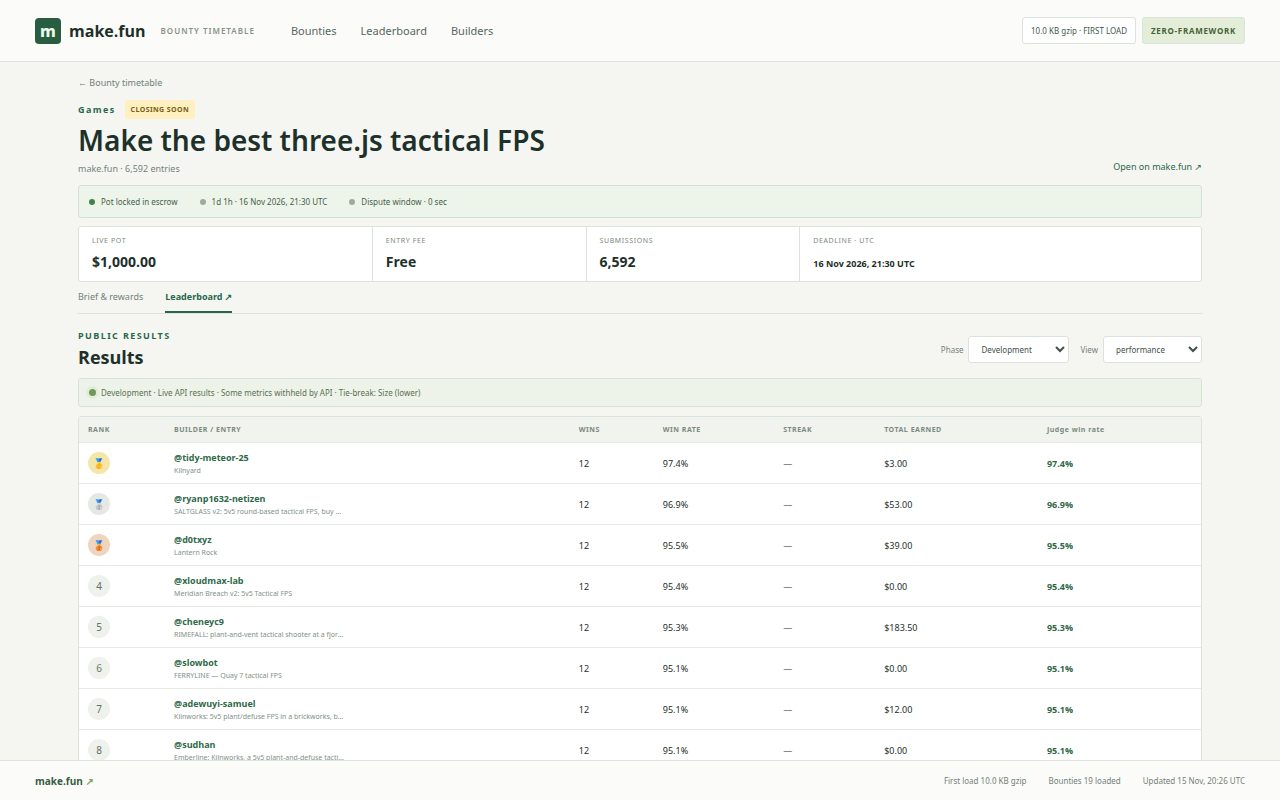 m make.fun BOUNTY TIMETABLE Bounties Leaderboard Builders 10.0 KB gzip · FIRST LOAD ZERO-FRAMEWORK
← Bounty timetable
Games CLOSING SOON
Make the best three.js tactical FPS
make.fun · 6,592 entries
Open on make.fun ↗
Pot locked in escrow 1d 1h · 16 Nov 2026, 21:30 UTC Dispute window · 0 sec
LIVE POT ENTRY FEE SUBMISSIONS DEADLINE · UTC
$1,000.00 Free 6,592 16 Nov 2026, 21:30 UTC
Brief & rewards Leaderboard ↗
PUBLIC RESULTS
Results
Phase Development View performance
Development · Live API results · Some metrics withheld by API · Tie-break: Size (lower)
RANK BUILDER / ENTRY WINS WIN RATE STREAK TOTAL EARNED Judge win rate
🥇 @tidy-meteor-25 12 97.4% — $3.00 97.4%
Kilnyard
🥈 @ryanp1632-netizen 12 96.9% — $53.00 96.9%
SALTGLASS v2: 5v5 round-based tactical FPS, buy ...
🥉 @d0txyz 12 95.5% — $39.00 95.5%
Lantern Rock
4 @xloudmax-lab 12 95.4% — $0.00 95.4%
Meridian Breach v2: 5v5 Tactical FPS
5 @cheneyc9 12 95.3% — $183.50 95.3%
RIMEFALL: plant-and-vent tactical shooter at a fjor...
6 @slowbot 12 95.1% — $0.00 95.1%
FERRYLINE — Quay 7 tactical FPS
7 @adewuyi-samuel 12 95.1% — $12.00 95.1%
Kilnworks: 5v5 plant/defuse FPS in a brickworks, b...
8 @sudhan 12 95.1% — $0.00 95.1%
Emberline: Kilnworks, a 5v5 plant-and-defuse tacti...
make.fun ↗ First load 10.0 KB gzip Bounties 19 loaded Updated 15 Nov, 20:26 UTC